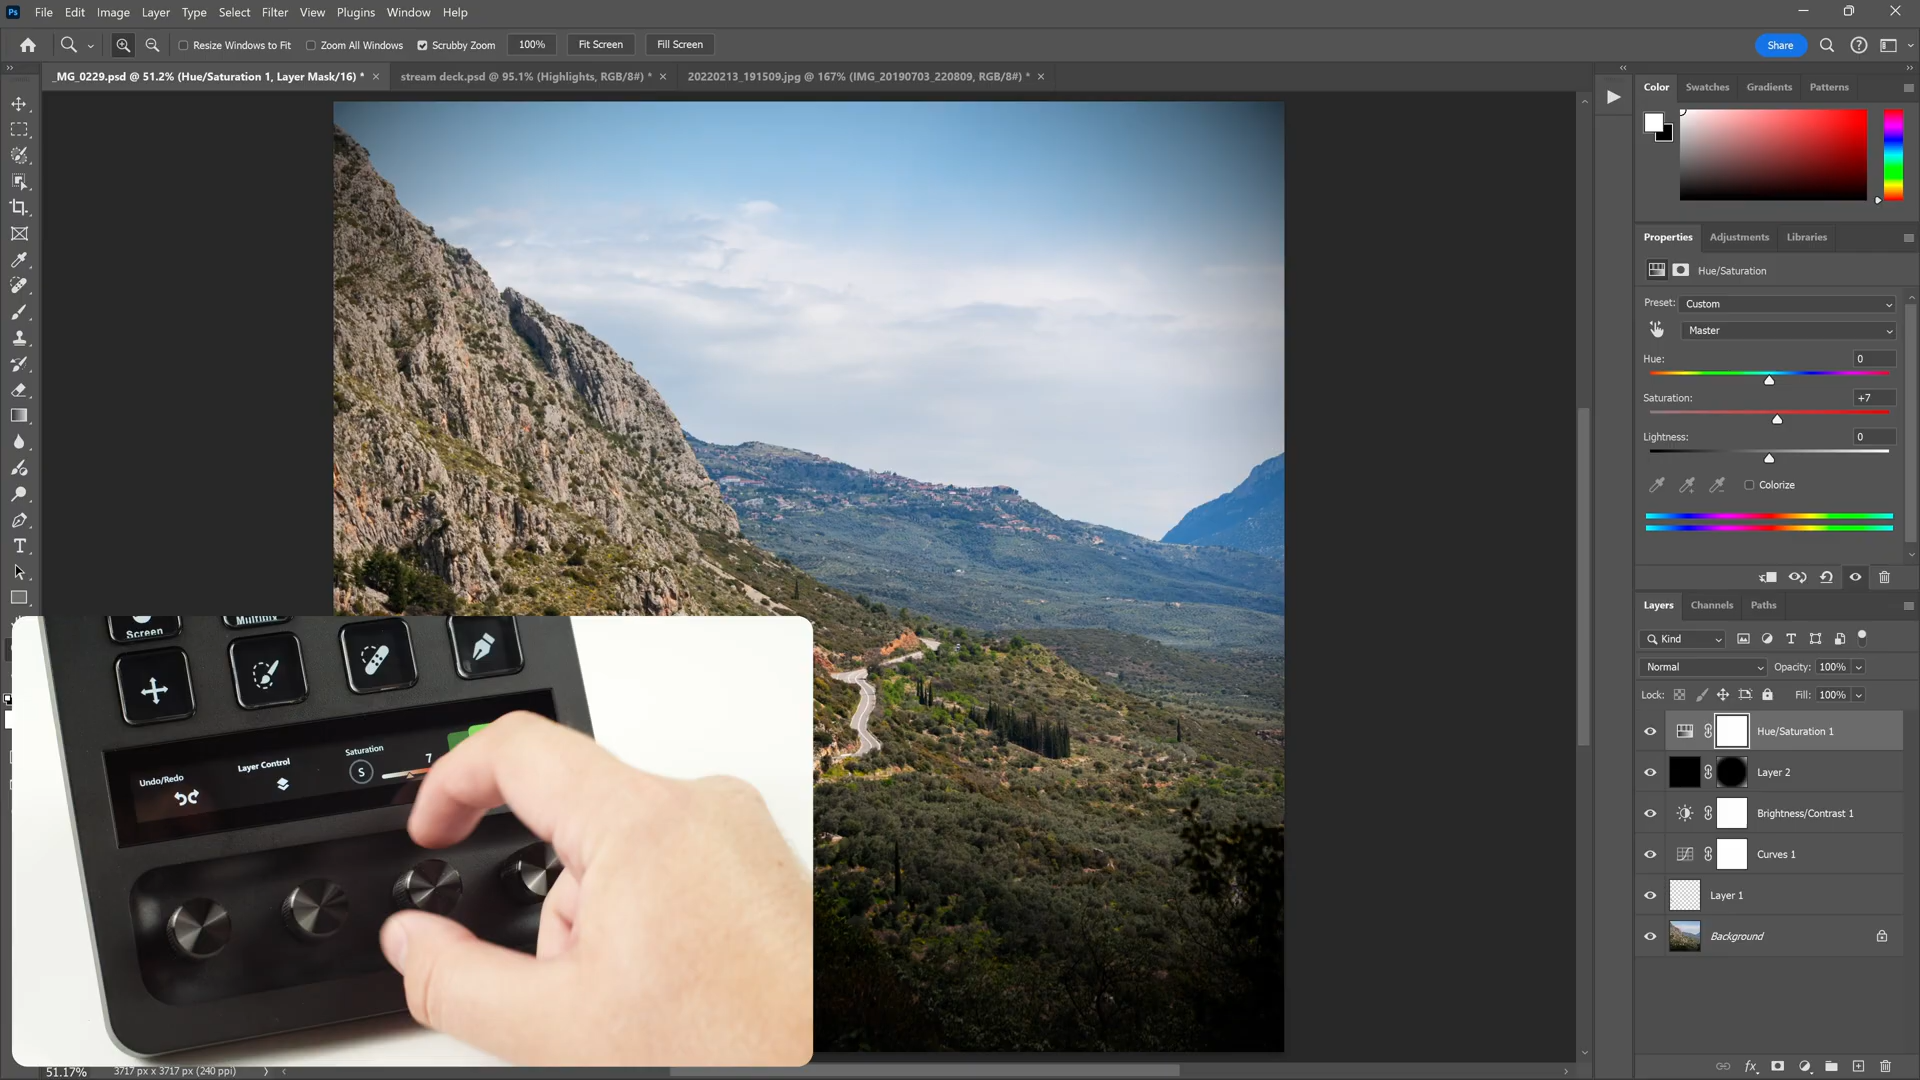 Ps File Edit Image Layer Type Select Filter View Plugins Window Help
Resize Windows to Fit Zoom All Windows Scrubby Zoom 100% Fit Screen Fill Screen Share
_MG_0229.psd @ 51.2% (Hue/Saturation 1, Layer Mask/16) * × stream deck.psd @ 95.1% (Highlights, RGB/8#) * × 20220213_191509.jpg @ 167% (IMG_20190703_220809, RGB/8#) * ×
Color Swatches Gradients Patterns
Properties Adjustments Libraries
Hue/Saturation
Preset: Custom
Master
Hue: 0
Saturation: +7
Lightness: 0
Colorize
Layers Channels Paths
Kind
Normal Opacity: 100%
Lock: Fill: 100%
Hue/Saturation 1
Layer 2
Brightness/Contrast 1
Curves 1
Layer 1
Background
Screen Multiply
Undo/Redo Layer Control Saturation
S 7
51.17% 3717 px x 3717 px (240 ppi)